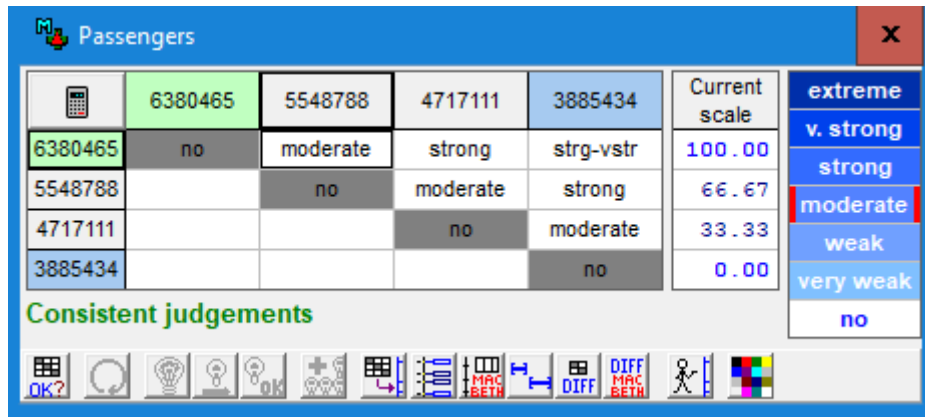 Passengers
x
6380465 5548788 4717111 3885434 Current scale extreme
6380465 no moderate strong strg-vstr 100.00 v. strong
5548788 no moderate strong 66.67 strong
4717111 no moderate 33.33 moderate
3885434 no 0.00 weak
very weak
Consistent judgements no
OK? OK MAC BETH DIFF DIFF MAC BETH